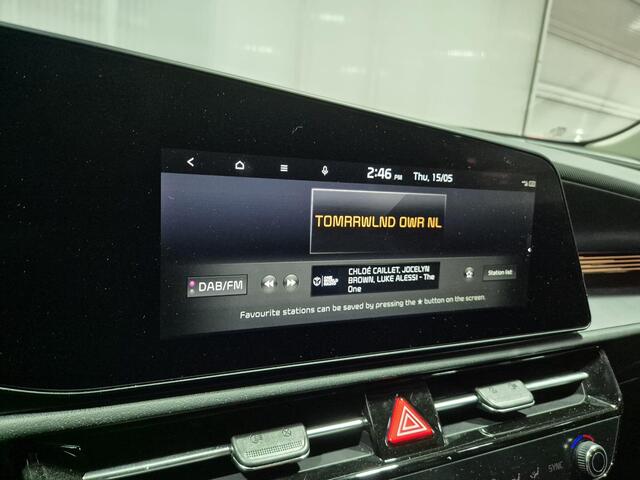 2:46 PM Thu, 15/05
TOMRRWLND OWR NL
DAB/FM
CHLOÉ CAILLET, JOCELYN
BROWN, LUKE ALESSI - The
One
Station list
Favourite stations can be saved by pressing the ★ button on the screen.
SYNC